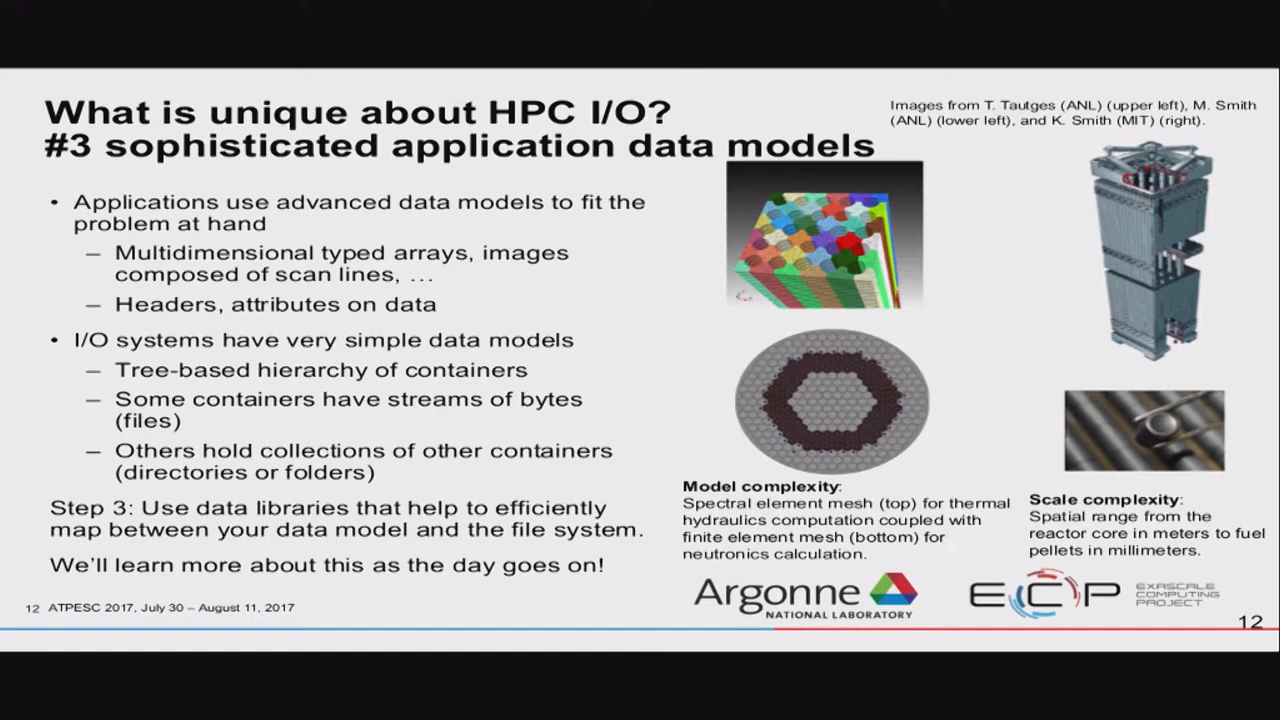 What is unique about HPC I/O?
#3 sophisticated application data models
Images from T. Tautges (ANL) (upper left), M. Smith
(ANL) (lower left), and K. Smith (MIT) (right).
• Applications use advanced data models to fit the
problem at hand
– Multidimensional typed arrays, images
composed of scan lines, …
– Headers, attributes on data
• I/O systems have very simple data models
– Tree-based hierarchy of containers
– Some containers have streams of bytes
(files)
– Others hold collections of other containers
(directories or folders)
Step 3: Use data libraries that help to efficiently
map between your data model and the file system.
We’ll learn more about this as the day goes on!
Model complexity:
Spectral element mesh (top) for thermal
hydraulics computation coupled with
finite element mesh (bottom) for
neutronics calculation.
Scale complexity:
Spatial range from the
reactor core in meters to fuel
pellets in millimeters.
12 ATPESC 2017, July 30 – August 11, 2017
Argonne
NATIONAL LABORATORY
ECP
EXASCALE
COMPUTING
PROJECT
12